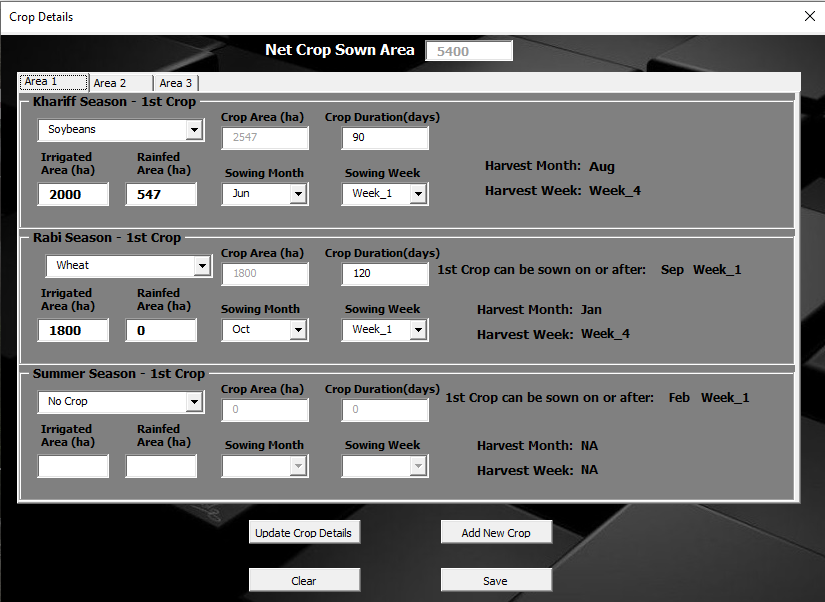 Crop Details
Net Crop Sown Area 5400
Area 1 Area 2 Area 3
Khariff Season - 1st Crop
Crop Area (ha) Crop Duration(days)
Soybeans 2547 90
Irrigated Area (ha) Rainfed Area (ha) Sowing Month Sowing Week Harvest Month: Aug
2000 547 Jun Week_1 Harvest Week: Week_4
Rabi Season - 1st Crop
Crop Area (ha) Crop Duration(days)
Wheat 1800 120 1st Crop can be sown on or after: Sep Week_1
Irrigated Area (ha) Rainfed Area (ha) Sowing Month Sowing Week Harvest Month: Jan
1800 0 Oct Week_1 Harvest Week: Week_4
Summer Season - 1st Crop
Crop Area (ha) Crop Duration(days)
No Crop 0 0 1st Crop can be sown on or after: Feb Week_1
Irrigated Area (ha) Rainfed Area (ha) Sowing Month Sowing Week Harvest Month: NA
Harvest Week: NA
Update Crop Details Add New Crop
Clear Save